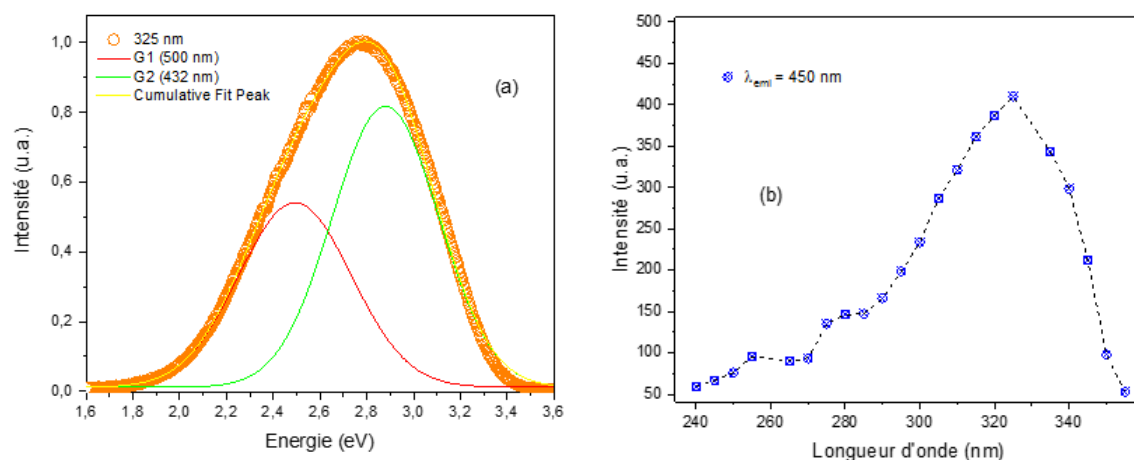 325 nm
G1 (500 nm)
G2 (432 nm)
Cumulative Fit Peak
(a)
Intensité (u.a.)
1,0
0,8
0,6
0,4
0,2
0,0
1,6 2,0 2,2 2,4 2,6 2,8 3,0 3,2 3,4 3,6
Energie (eV)
λemi = 450 nm
(b)
Intensité (u.a.)
500
450
400
350
300
250
200
150
100
50
240 260 280 300 320 340
Longueur d'onde (nm)